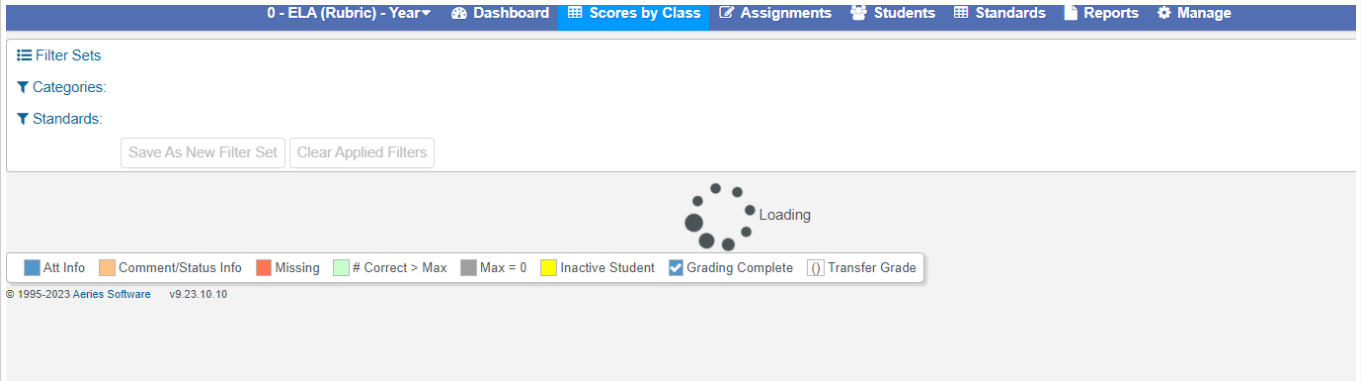 0 - ELA (Rubric) - Year Dashboard Scores by Class Assignments Students Standards Reports Manage
Filter Sets
Categories:
Standards:
Save As New Filter Set Clear Applied Filters
Loading
Att Info Comment/Status Info Missing # Correct > Max Max = 0 Inactive Student Grading Complete () Transfer Grade
© 1995-2023 Aeries Software v9.23.10.10